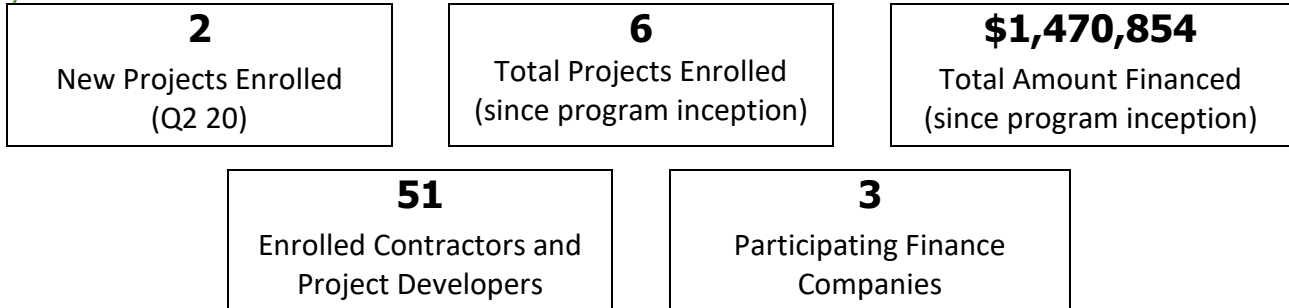 2
New Projects Enrolled
(Q2 20)
6
Total Projects Enrolled
(since program inception)
$1,470,854
Total Amount Financed
(since program inception)
51
Enrolled Contractors and
Project Developers
3
Participating Finance
Companies